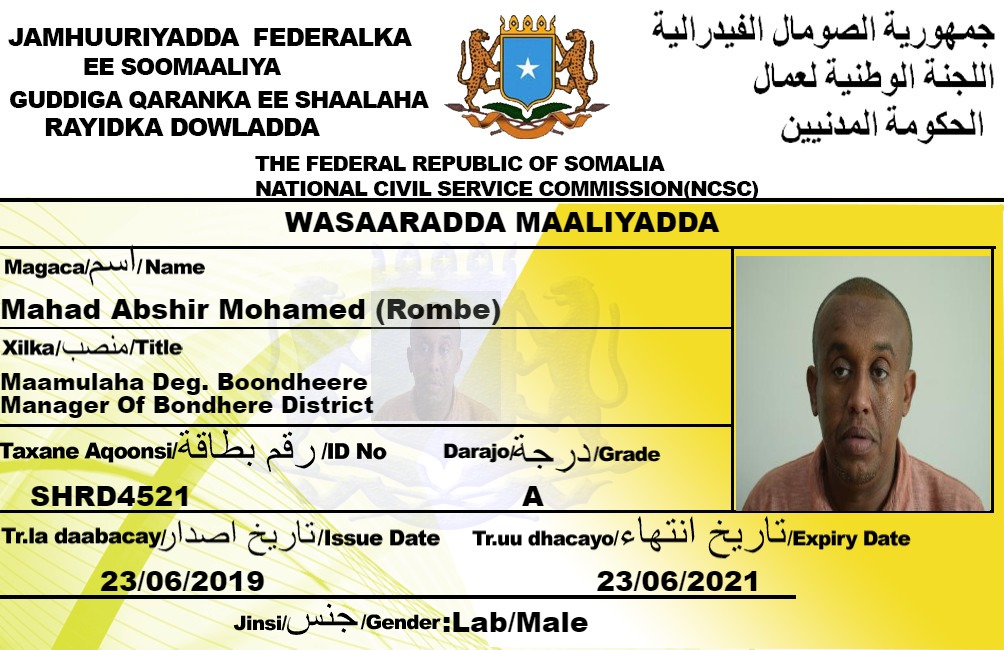 JAMHUURIYADDA FEDERALKA
EE SOOMAALIYA
GUDDIGA QARANKA EE SHAALAHA
RAYIDKA DOWLADDA
جمهورية الصومال الفيدرالية
اللجنة الوطنية لعمال
الحكومة المدنيين
THE FEDERAL REPUBLIC OF SOMALIA
NATIONAL CIVIL SERVICE COMMISSION(NCSC)
WASAARADDA MAALIYADDA
Magaca/اسم/Name
Mahad Abshir Mohamed (Rombe)
Xilka/منصب/Title
Maamulaha Deg. Boondheere
Manager Of Bondhere District
Taxane Aqoonsi/رقم بطاقة/ID No
SHRD4521
Darajo/درجة/Grade
A
Tr.la daabacay/تاريخ اصدار/Issue Date
23/06/2019
Tr.uu dhacayo/تاريخ انتهاء/Expiry Date
23/06/2021
Jinsi/جنس/Gender:Lab/Male